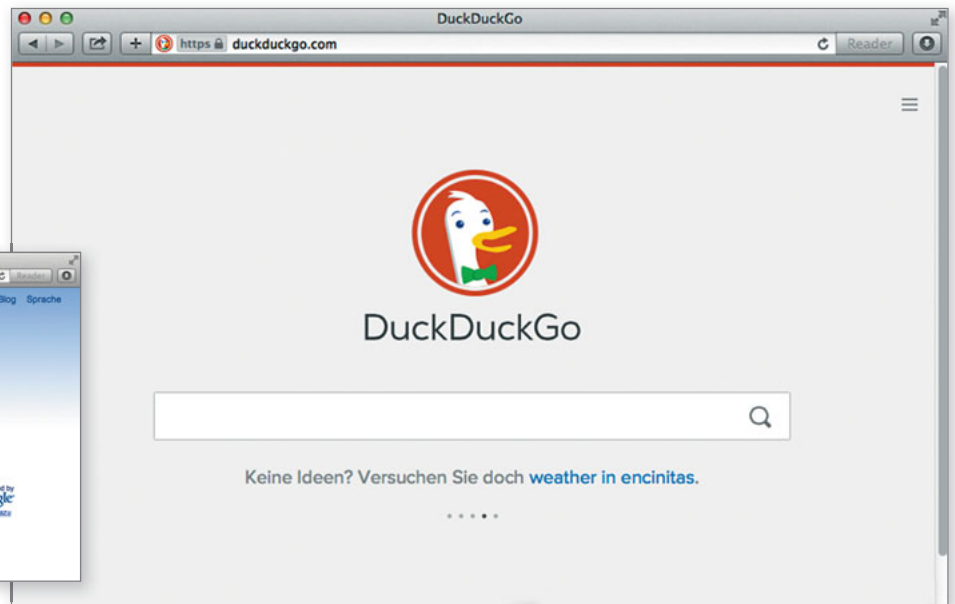 DuckDuckGo
https duckduckgo.com Reader
DuckDuckGo
Keine Ideen? Versuchen Sie doch weather in encinitas.
Reader
Blog Sprache